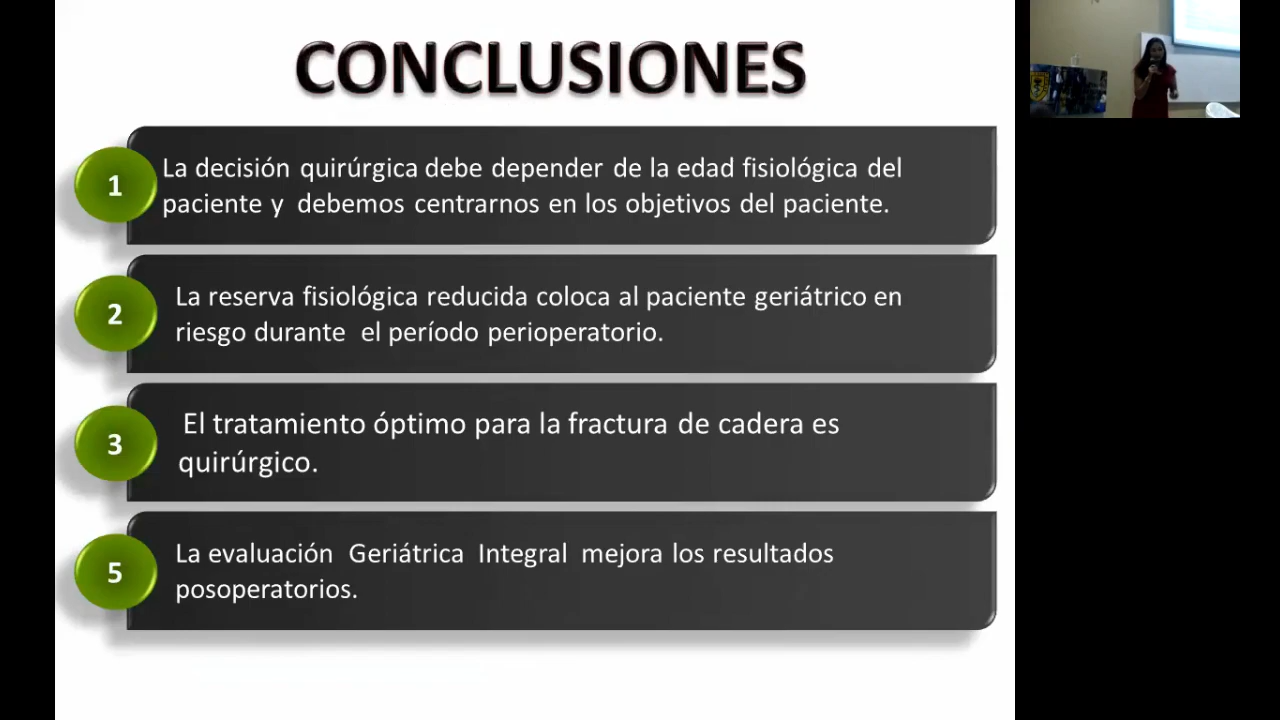 CONCLUSIONES
1
La decisión quirúrgica debe depender de la edad fisiológica del
paciente y debemos centrarnos en los objetivos del paciente.
2
La reserva fisiológica reducida coloca al paciente geriátrico en
riesgo durante el período perioperatorio.
3
El tratamiento óptimo para la fractura de cadera es
quirúrgico.
5
La evaluación Geriátrica Integral mejora los resultados
posoperatorios.